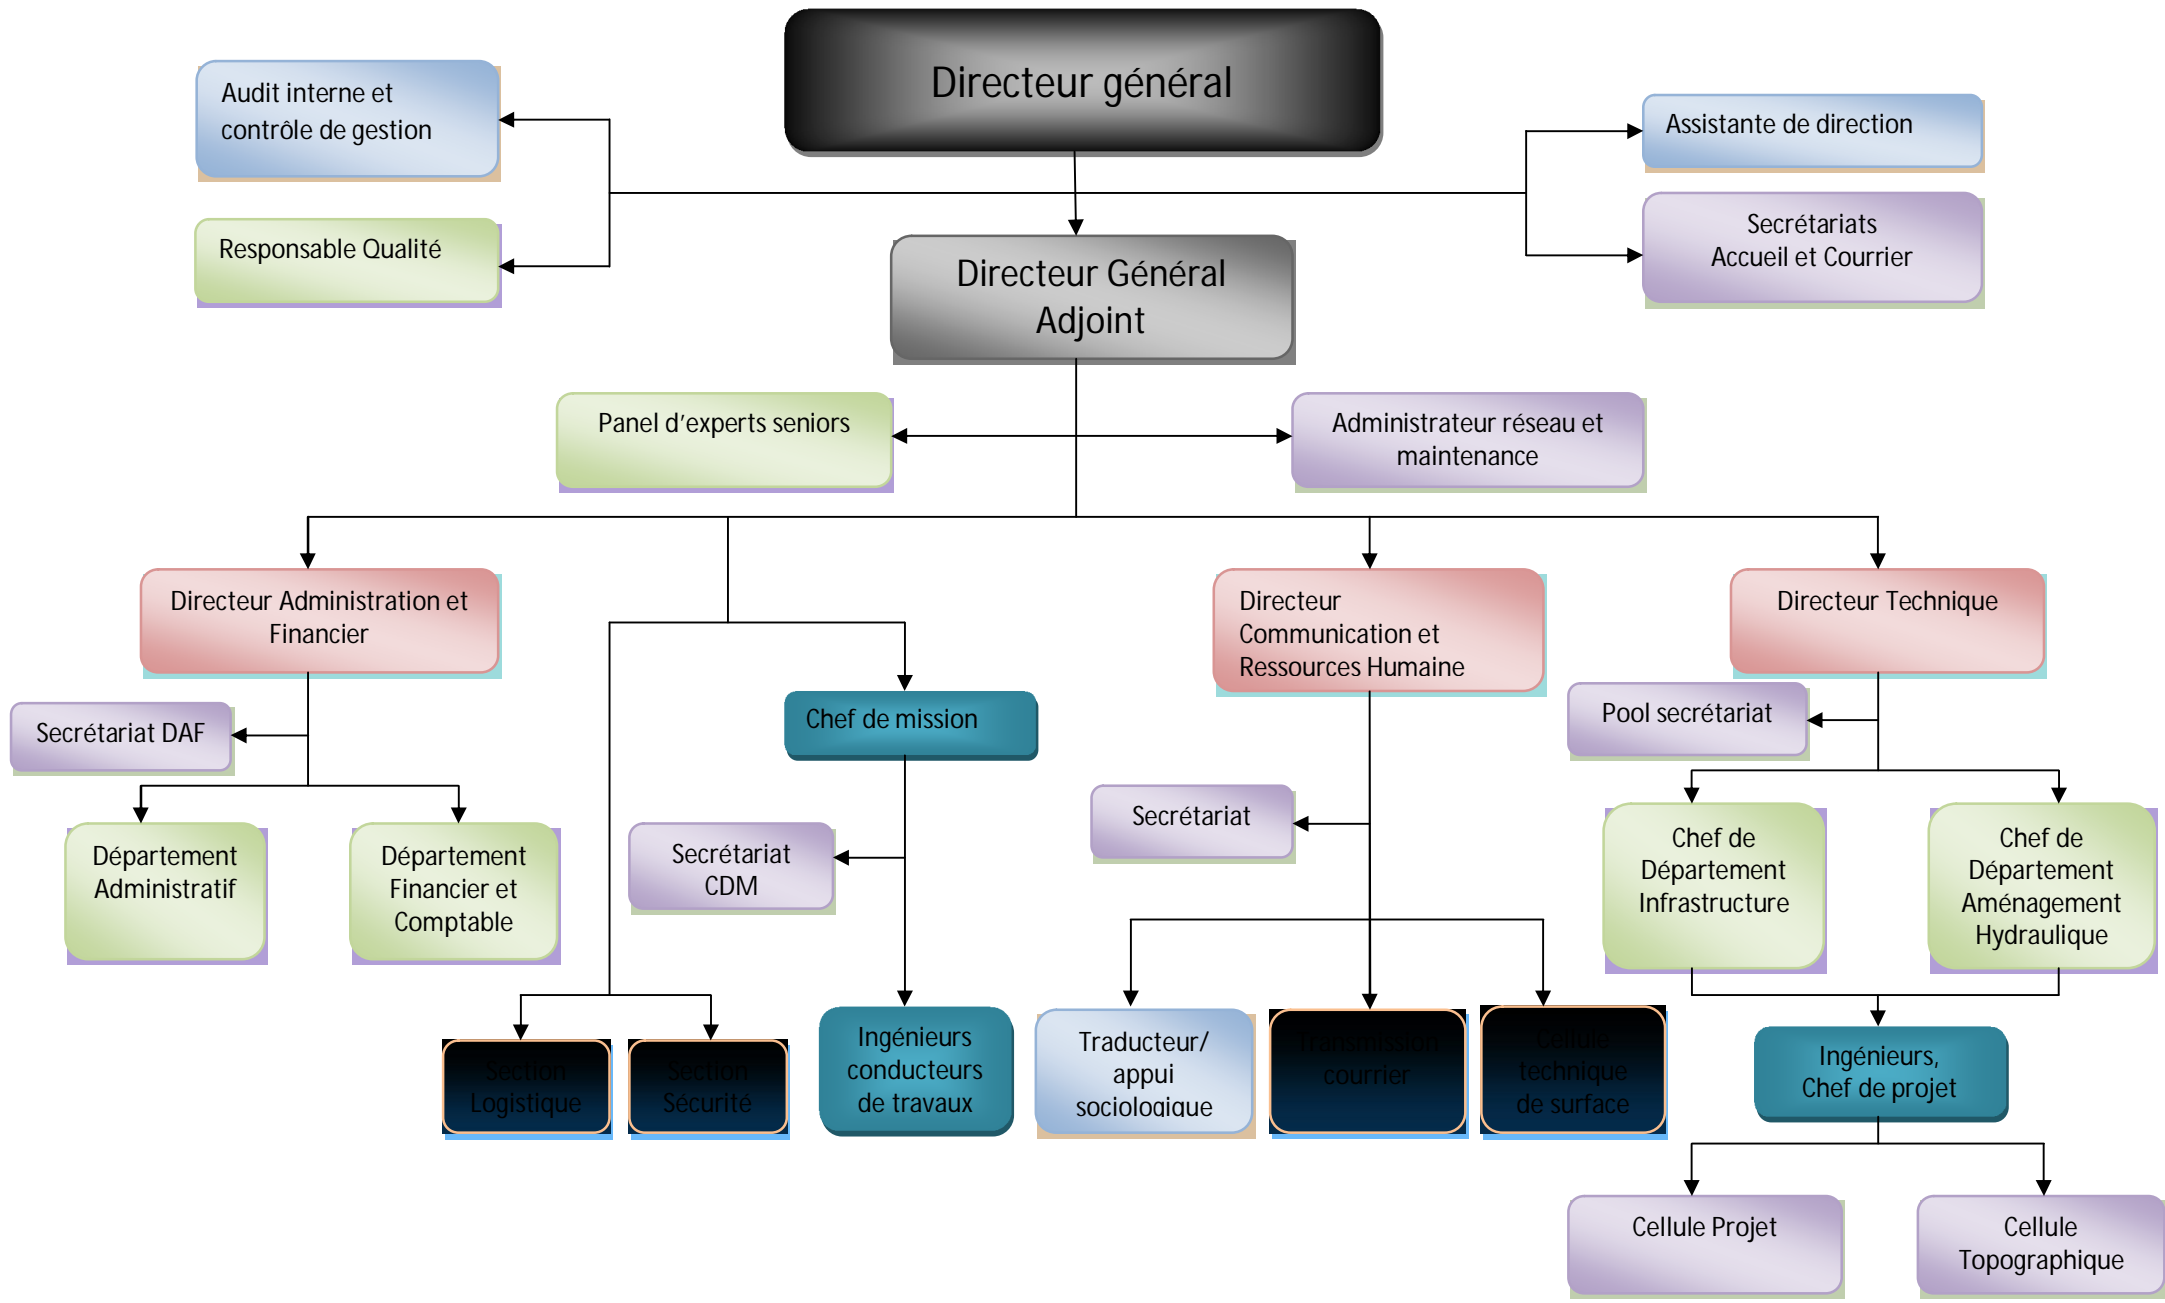 Directeur général
Audit interne et
contrôle de gestion
Assistante de direction
Responsable Qualité
Secrétariats
Accueil et Courrier
Directeur Général
Adjoint
Panel d'experts seniors
Administrateur réseau et
maintenance
Directeur Administration et
Financier
Directeur
Communication et
Ressources Humaine
Directeur Technique
Secrétariat DAF
Chef de mission
Pool secrétariat
Secrétariat
Département
Administratif
Département
Financier et
Comptable
Secrétariat
CDM
Chef de
Département
Infrastructure
Chef de
Département
Aménagement
Hydraulique
Section
Logistique
Section
Sécurité
Ingénieurs
conducteurs
de travaux
Traducteur/
appui
sociologique
Transmission
courrier
Cellule
technique
de surface
Ingénieurs,
Chef de projet
Cellule Projet
Cellule
Topographique